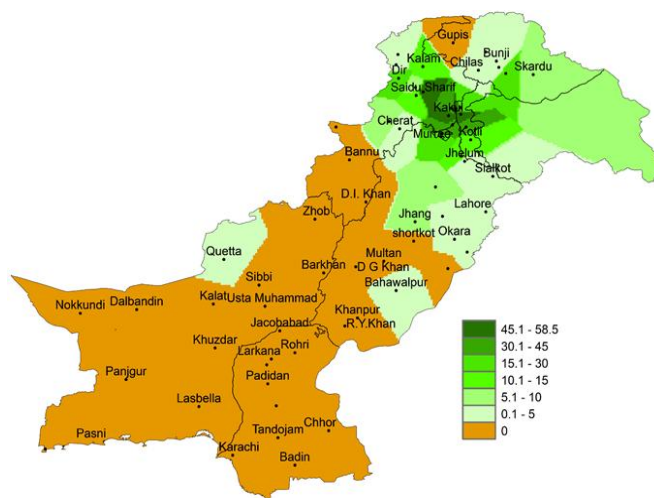 Gupis
Kalam
Chilas
Bunji
Skardu
Dir
Saidu Sharif
Cherat
Kotli
Jhelum
Bannu
Sialkot
D.I. Khan
Zhob
Lahore
Jhang
shortkot
Okara
Quetta
Multan
Barkhan
D G Khan
Sibbi
Bahawalpur
Kalat
Usta Muhammad
Dalbandin
Nokkundi
Khanpur
R.Y.Khan
Jacobabad
Khuzdar
Rohri
Larkana
Panjgur
Padidan
Lasbella
Chhor
Pasni
Tandojam
Karachi
Badin
45.1 - 58.5
30.1 - 45
15.1 - 30
10.1 - 15
5.1 - 10
0.1 - 5
0